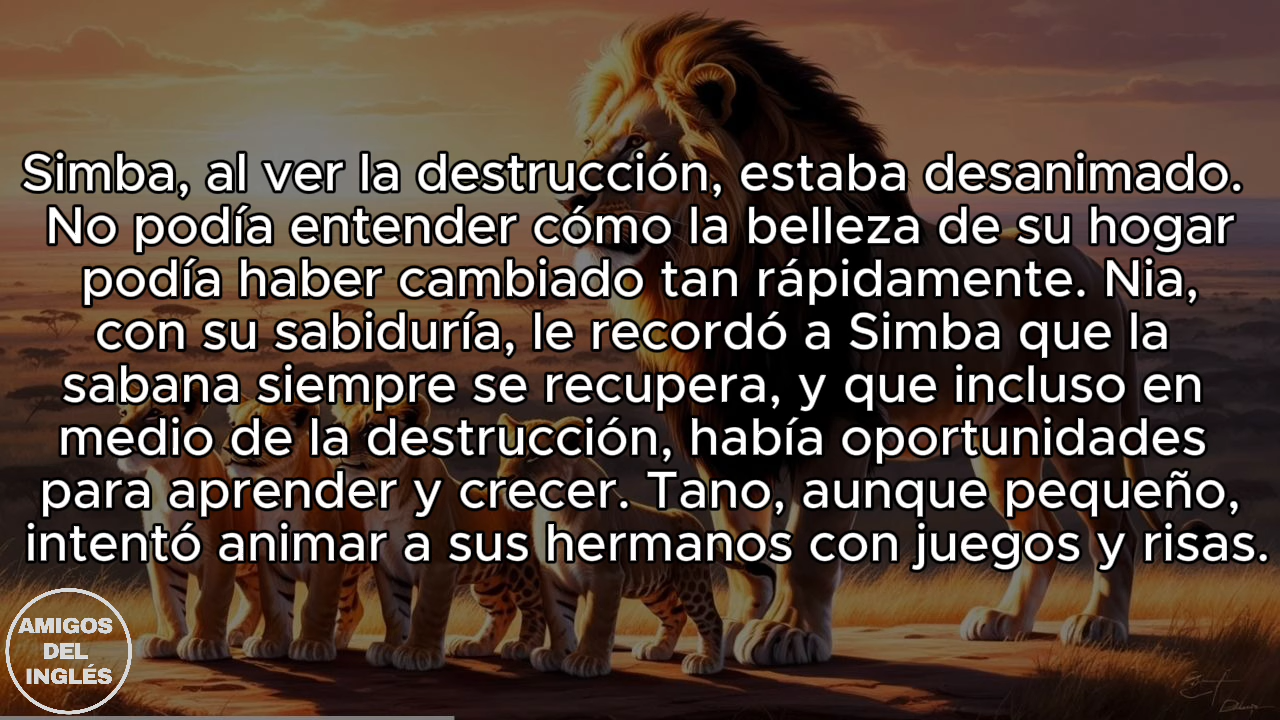 Simba, al ver la destrucción, estaba desanimado.
No podía entender cómo la belleza de su hogar
podía haber cambiado tan rápidamente. Nia,
con su sabiduría, le recordó a Simba que la
sabana siempre se recupera, y que incluso en
medio de la destrucción, había oportunidades
para aprender y crecer. Tano, aunque pequeño,
intentó animar a sus hermanos con juegos y risas.
AMIGOS
DEL
INGLÉS